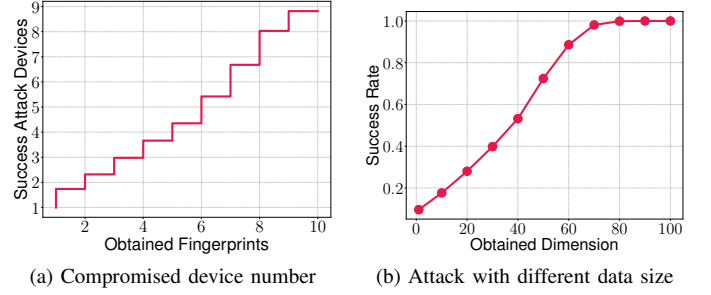 Success Attack Devices
9
8
7
6
5
4
3
2
1
2 4 6 8 10
Obtained Fingerprints
(a) Compromised device number
Success Rate
1.0
0.8
0.6
0.4
0.2
0 20 40 60 80 100
Obtained Dimension
(b) Attack with different data size